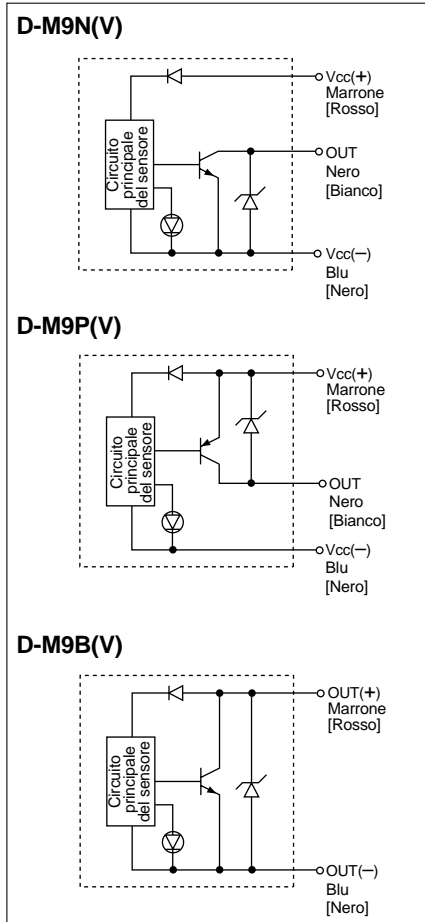 D-M9N(V)
Vcc(+)
Marrone
[Rosso]
Circuito
principale
del sensore
OUT
Nero
[Bianco]
Vcc(−)
Blu
[Nero]
D-M9P(V)
Vcc(+)
Marrone
[Rosso]
Circuito
principale
del sensore
OUT
Nero
[Bianco]
Vcc(−)
Blu
[Nero]
D-M9B(V)
OUT(+)
Marrone
[Rosso]
Circuito
principale
del sensore
OUT(−)
Blu
[Nero]